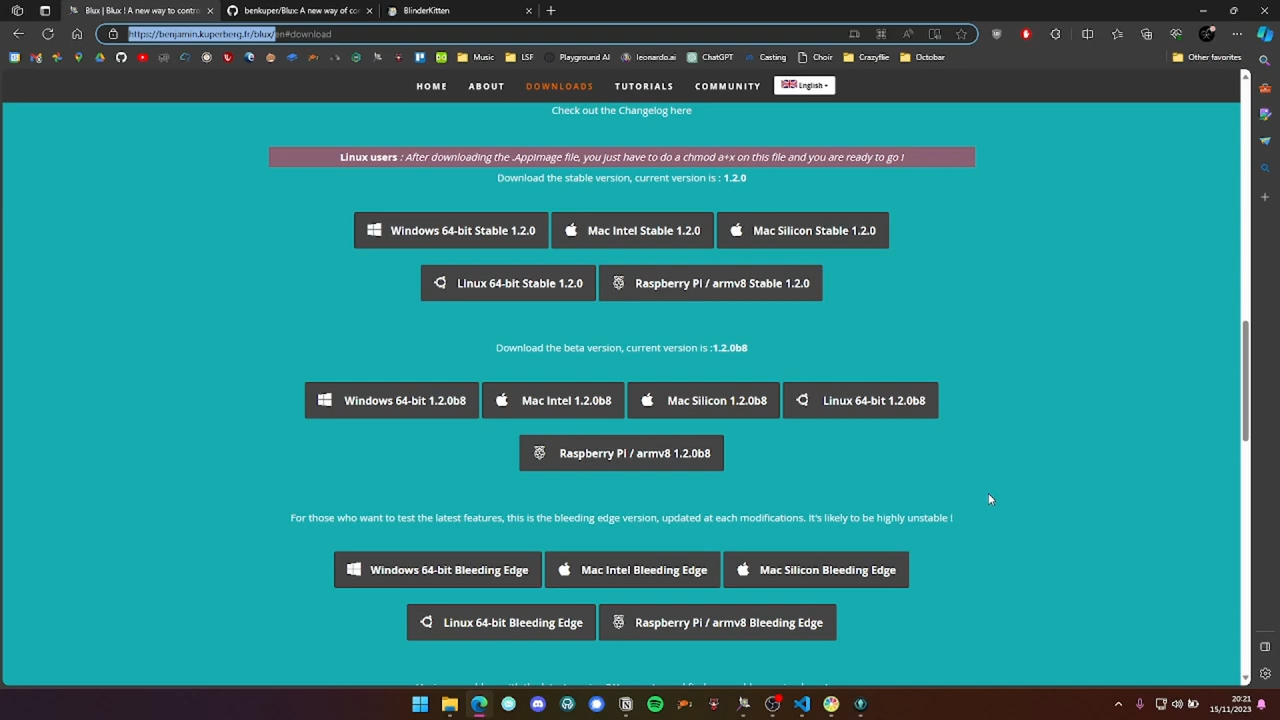 Blux | Blux ! A new way to contro
benkuper/Blux: A new way of con
BlinderKitten
https://benjamin.kuperberg.fr/blux/en#download
Music
LSF
Playground AI
leonardo.ai
ChatGPT
Casting
Choir
Crazyflie
Octobar
Other favorites
HOME
ABOUT
DOWNLOADS
TUTORIALS
COMMUNITY
English
Check out the Changelog here
Linux users : After downloading the .AppImage file, you just have to do a chmod a+x on this file and you are ready to go !
Download the stable version, current version is : 1.2.0
Windows 64-bit Stable 1.2.0
Mac Intel Stable 1.2.0
Mac Silicon Stable 1.2.0
Linux 64-bit Stable 1.2.0
Raspberry Pi / armv8 Stable 1.2.0
Download the beta version, current version is :1.2.0b8
Windows 64-bit 1.2.0b8
Mac Intel 1.2.0b8
Mac Silicon 1.2.0b8
Linux 64-bit 1.2.0b8
Raspberry Pi / armv8 1.2.0b8
For those who want to test the latest features, this is the bleeding edge version, updated at each modifications. It's likely to be highly unstable !
Windows 64-bit Bleeding Edge
Mac Intel Bleeding Edge
Mac Silicon Bleeding Edge
Linux 64-bit Bleeding Edge
Raspberry Pi / armv8 Bleeding Edge
20:21
15/11/2023